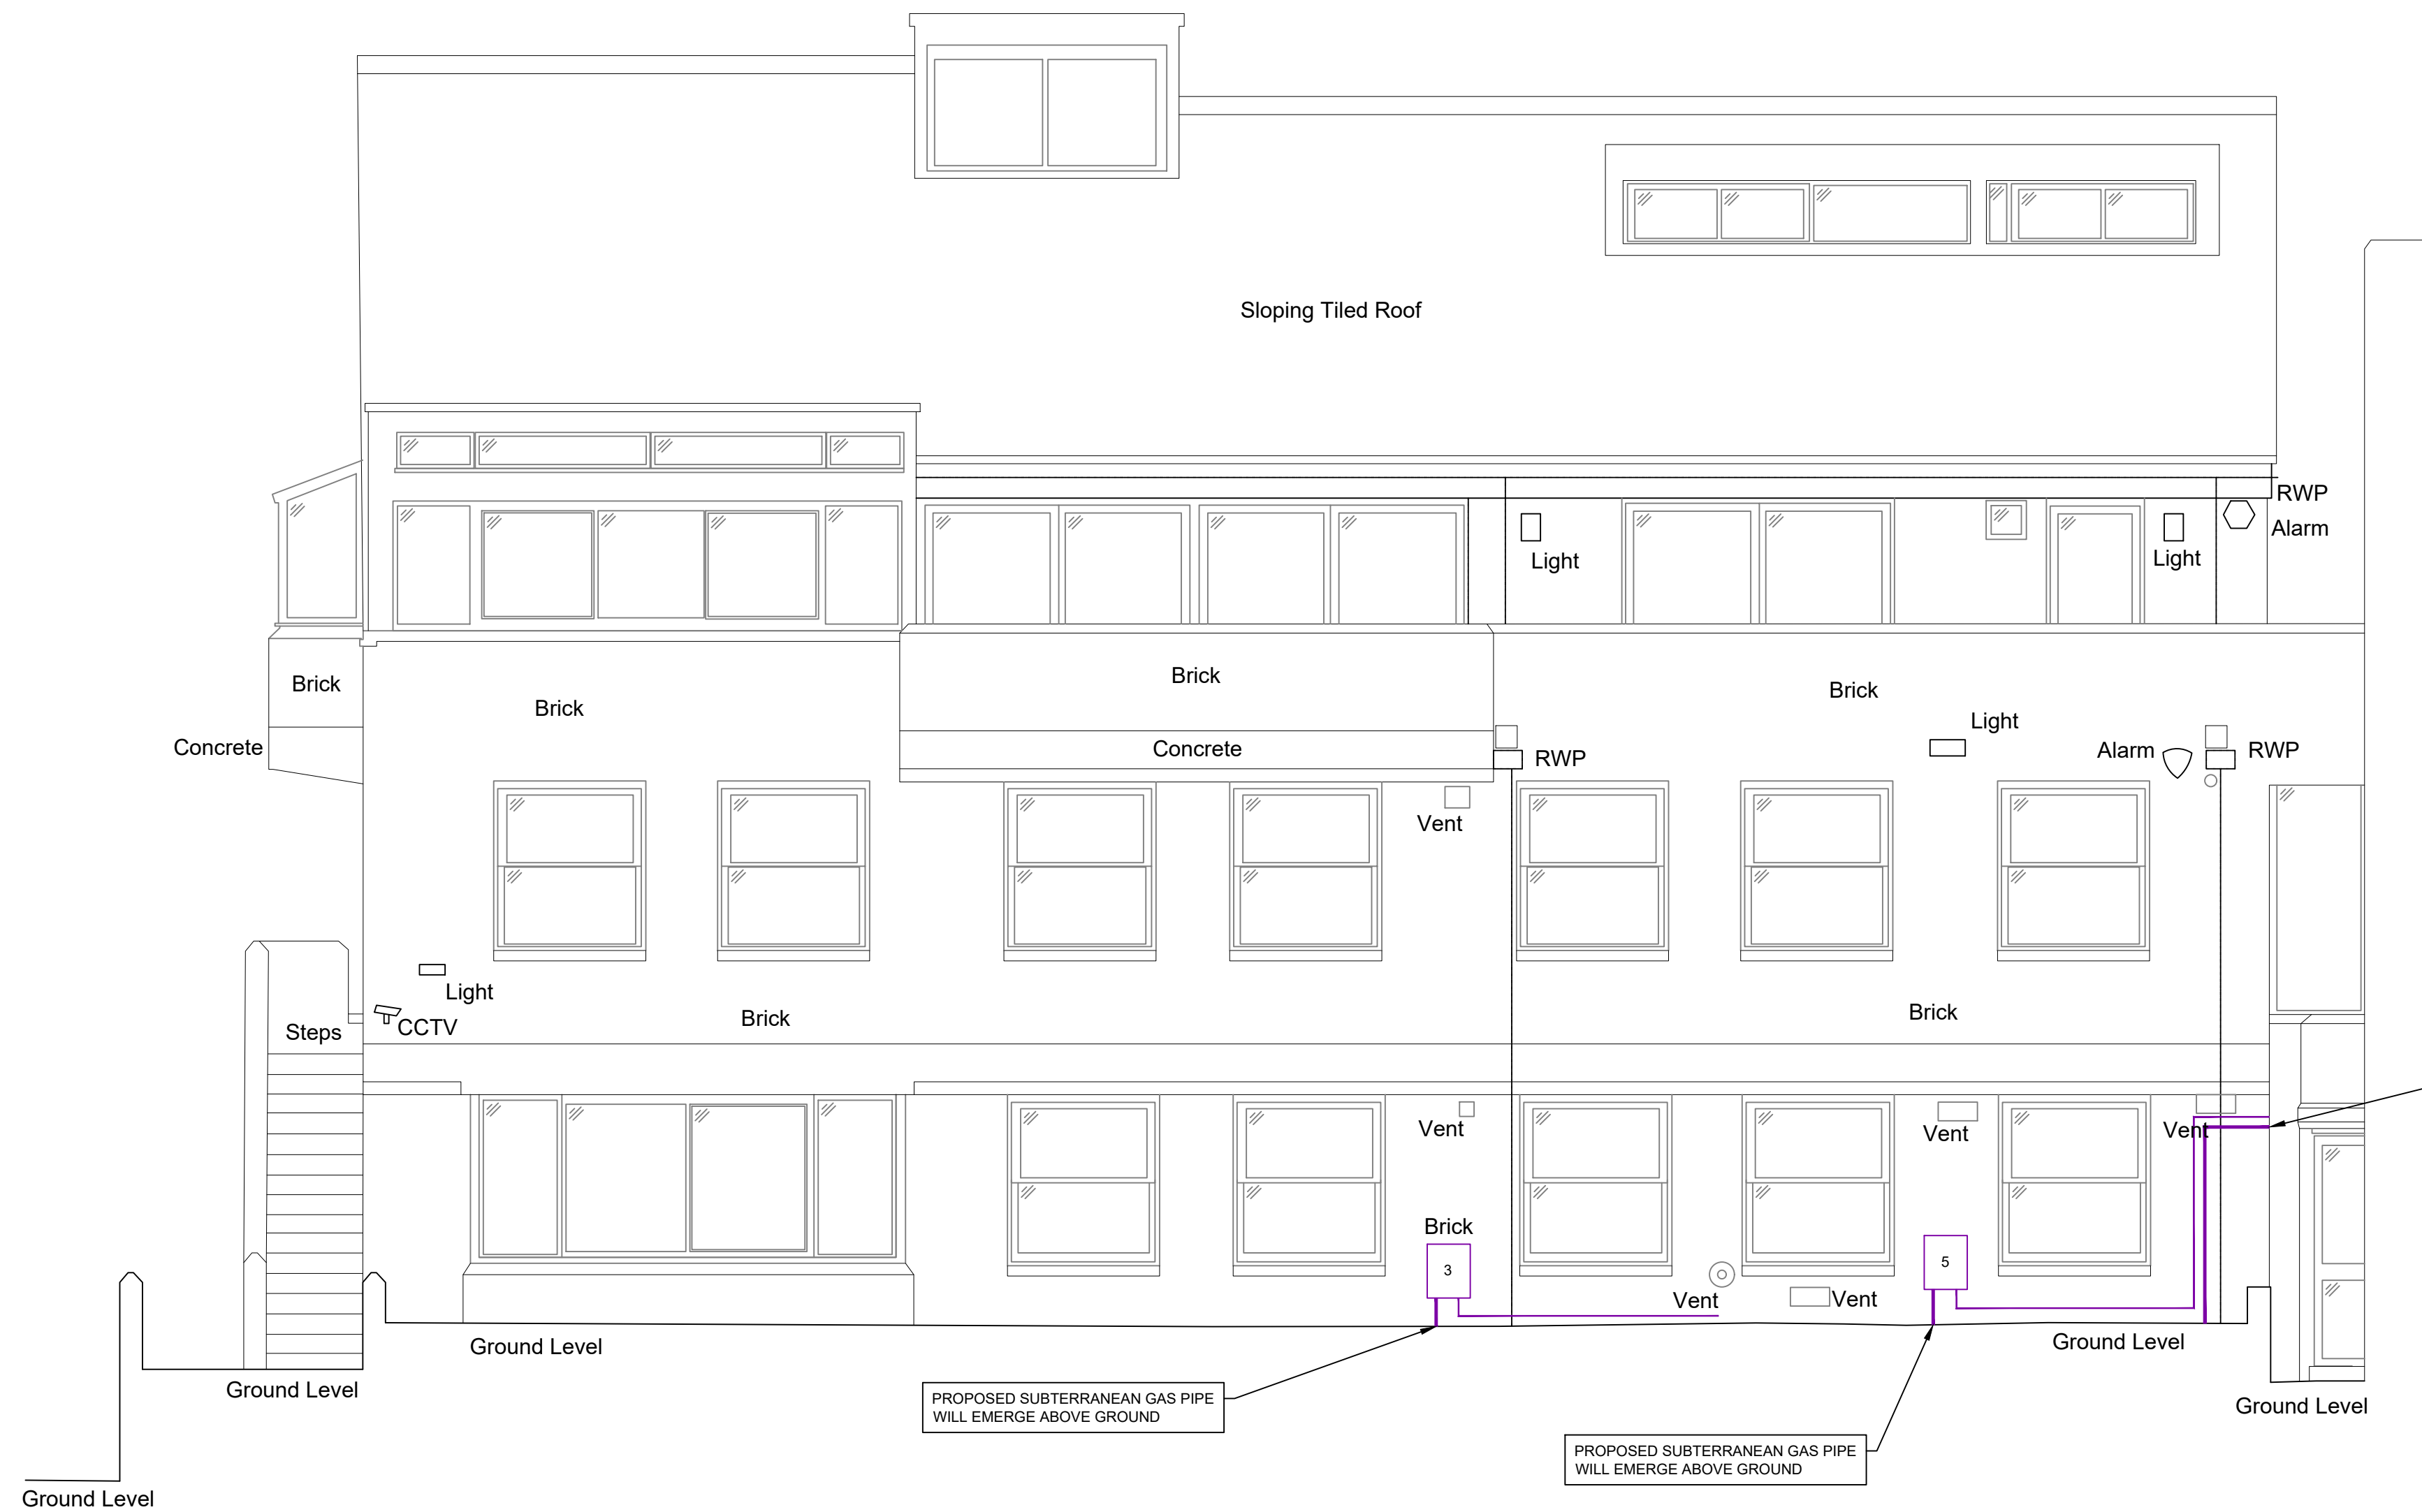 Sloping Tiled Roof
RWP
Alarm
Light
Light
Brick
Brick
Brick
Brick
Light
Concrete
Concrete
RWP
Alarm
RWP
Vent
Light
CCTV
Steps
Brick
Brick
Vent
Vent
Vent
Brick
3
5
Vent
Vent
Ground Level
Ground Level
Ground Level
Ground Level
PROPOSED SUBTERRANEAN GAS PIPE
WILL EMERGE ABOVE GROUND
PROPOSED SUBTERRANEAN GAS PIPE
WILL EMERGE ABOVE GROUND
Ground Level